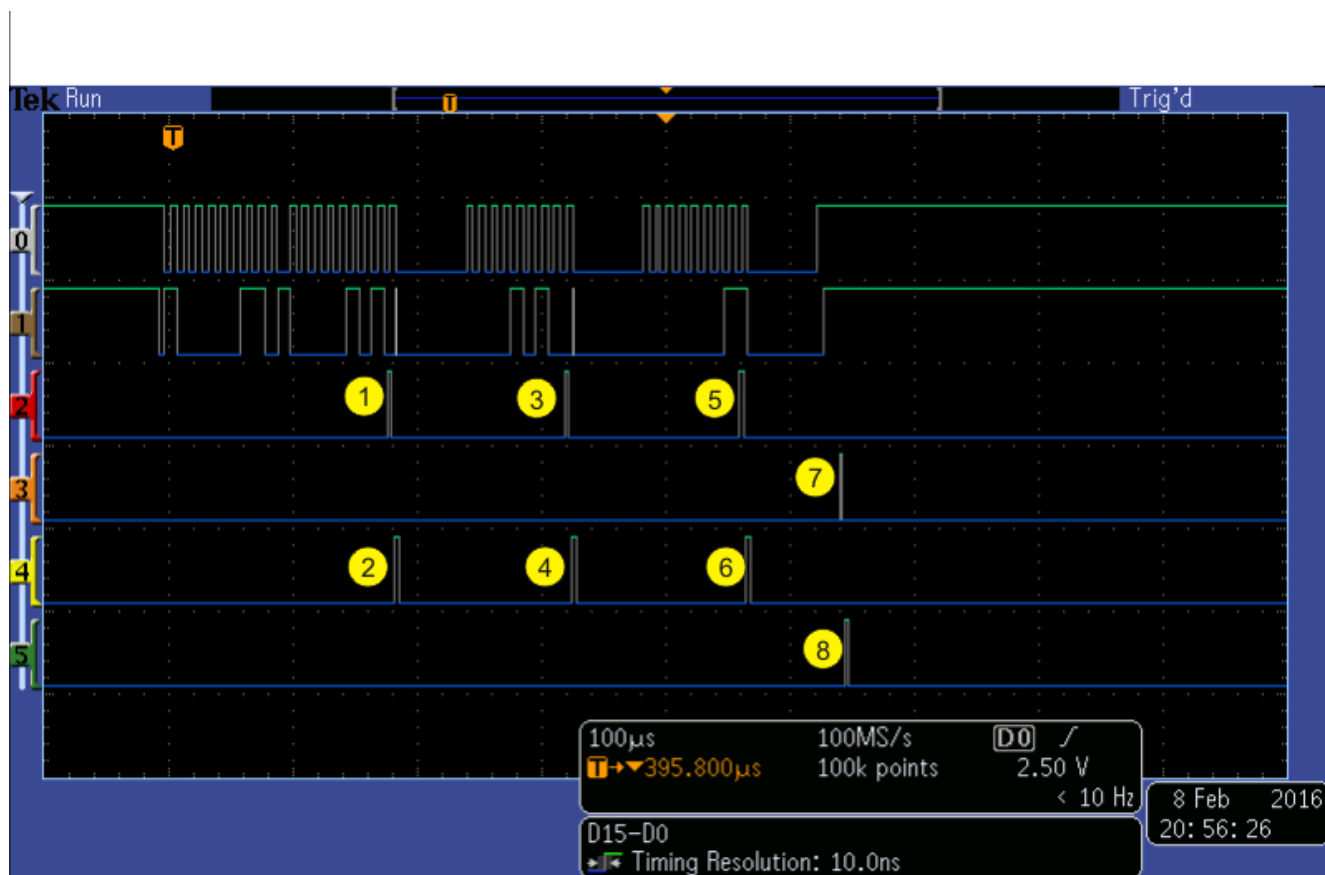 Tek Run
T
Trig'd
T
0
1
2
1
3
5
3
7
4
2
4
6
5
8
100µs 100MS/s D0 /
T→▼395.800µs 100k points 2.50 V
< 10 Hz
D15-D0
Timing Resolution: 10.0ns
8 Feb 2016
20:56:26